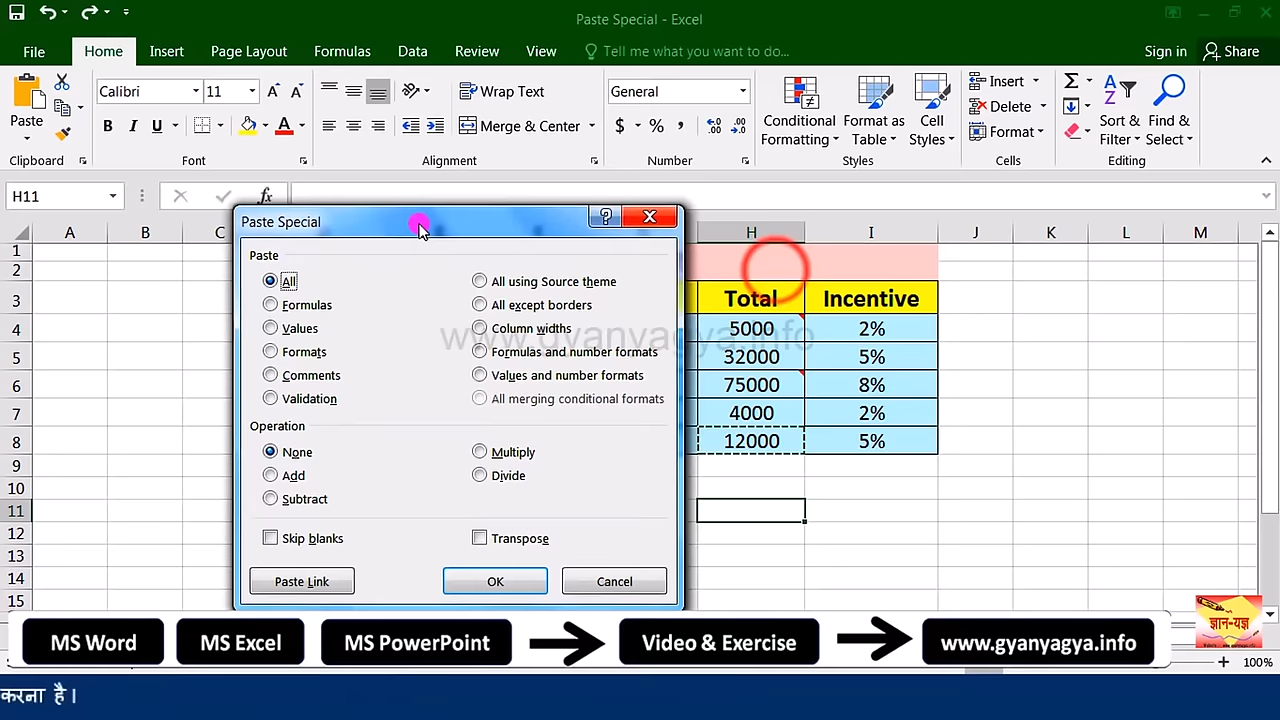 Paste Special - Excel
File Home Insert Page Layout Formulas Data Review View Tell me what you want to do... Sign in Share
Paste
Calibri 11
B I U
Wrap Text
Merge & Center
General
$ % ,
Conditional Formatting
Format as Table
Cell Styles
Insert
Delete
Format
Sort & Filter
Find & Select
Clipboard Font Alignment Number Styles Cells Editing
H11 fx
A B C H I J K L M
1
2
3 Total Incentive
4 5000 2%
5 32000 5%
6 75000 8%
7 4000 2%
8 12000 5%
9
10
11
12
13
14
15
Paste Special
Paste
All All using Source theme
Formulas All except borders
Values Column widths
Formats Formulas and number formats
Comments Values and number formats
Validation All merging conditional formats
Operation
None Multiply
Add Divide
Subtract
Skip blanks Transpose
Paste Link OK Cancel
www.gyanyagya.info
MS Word MS Excel MS PowerPoint Video & Exercise www.gyanyagya.info
ज्ञान-यज्ञ
100%
करना है।